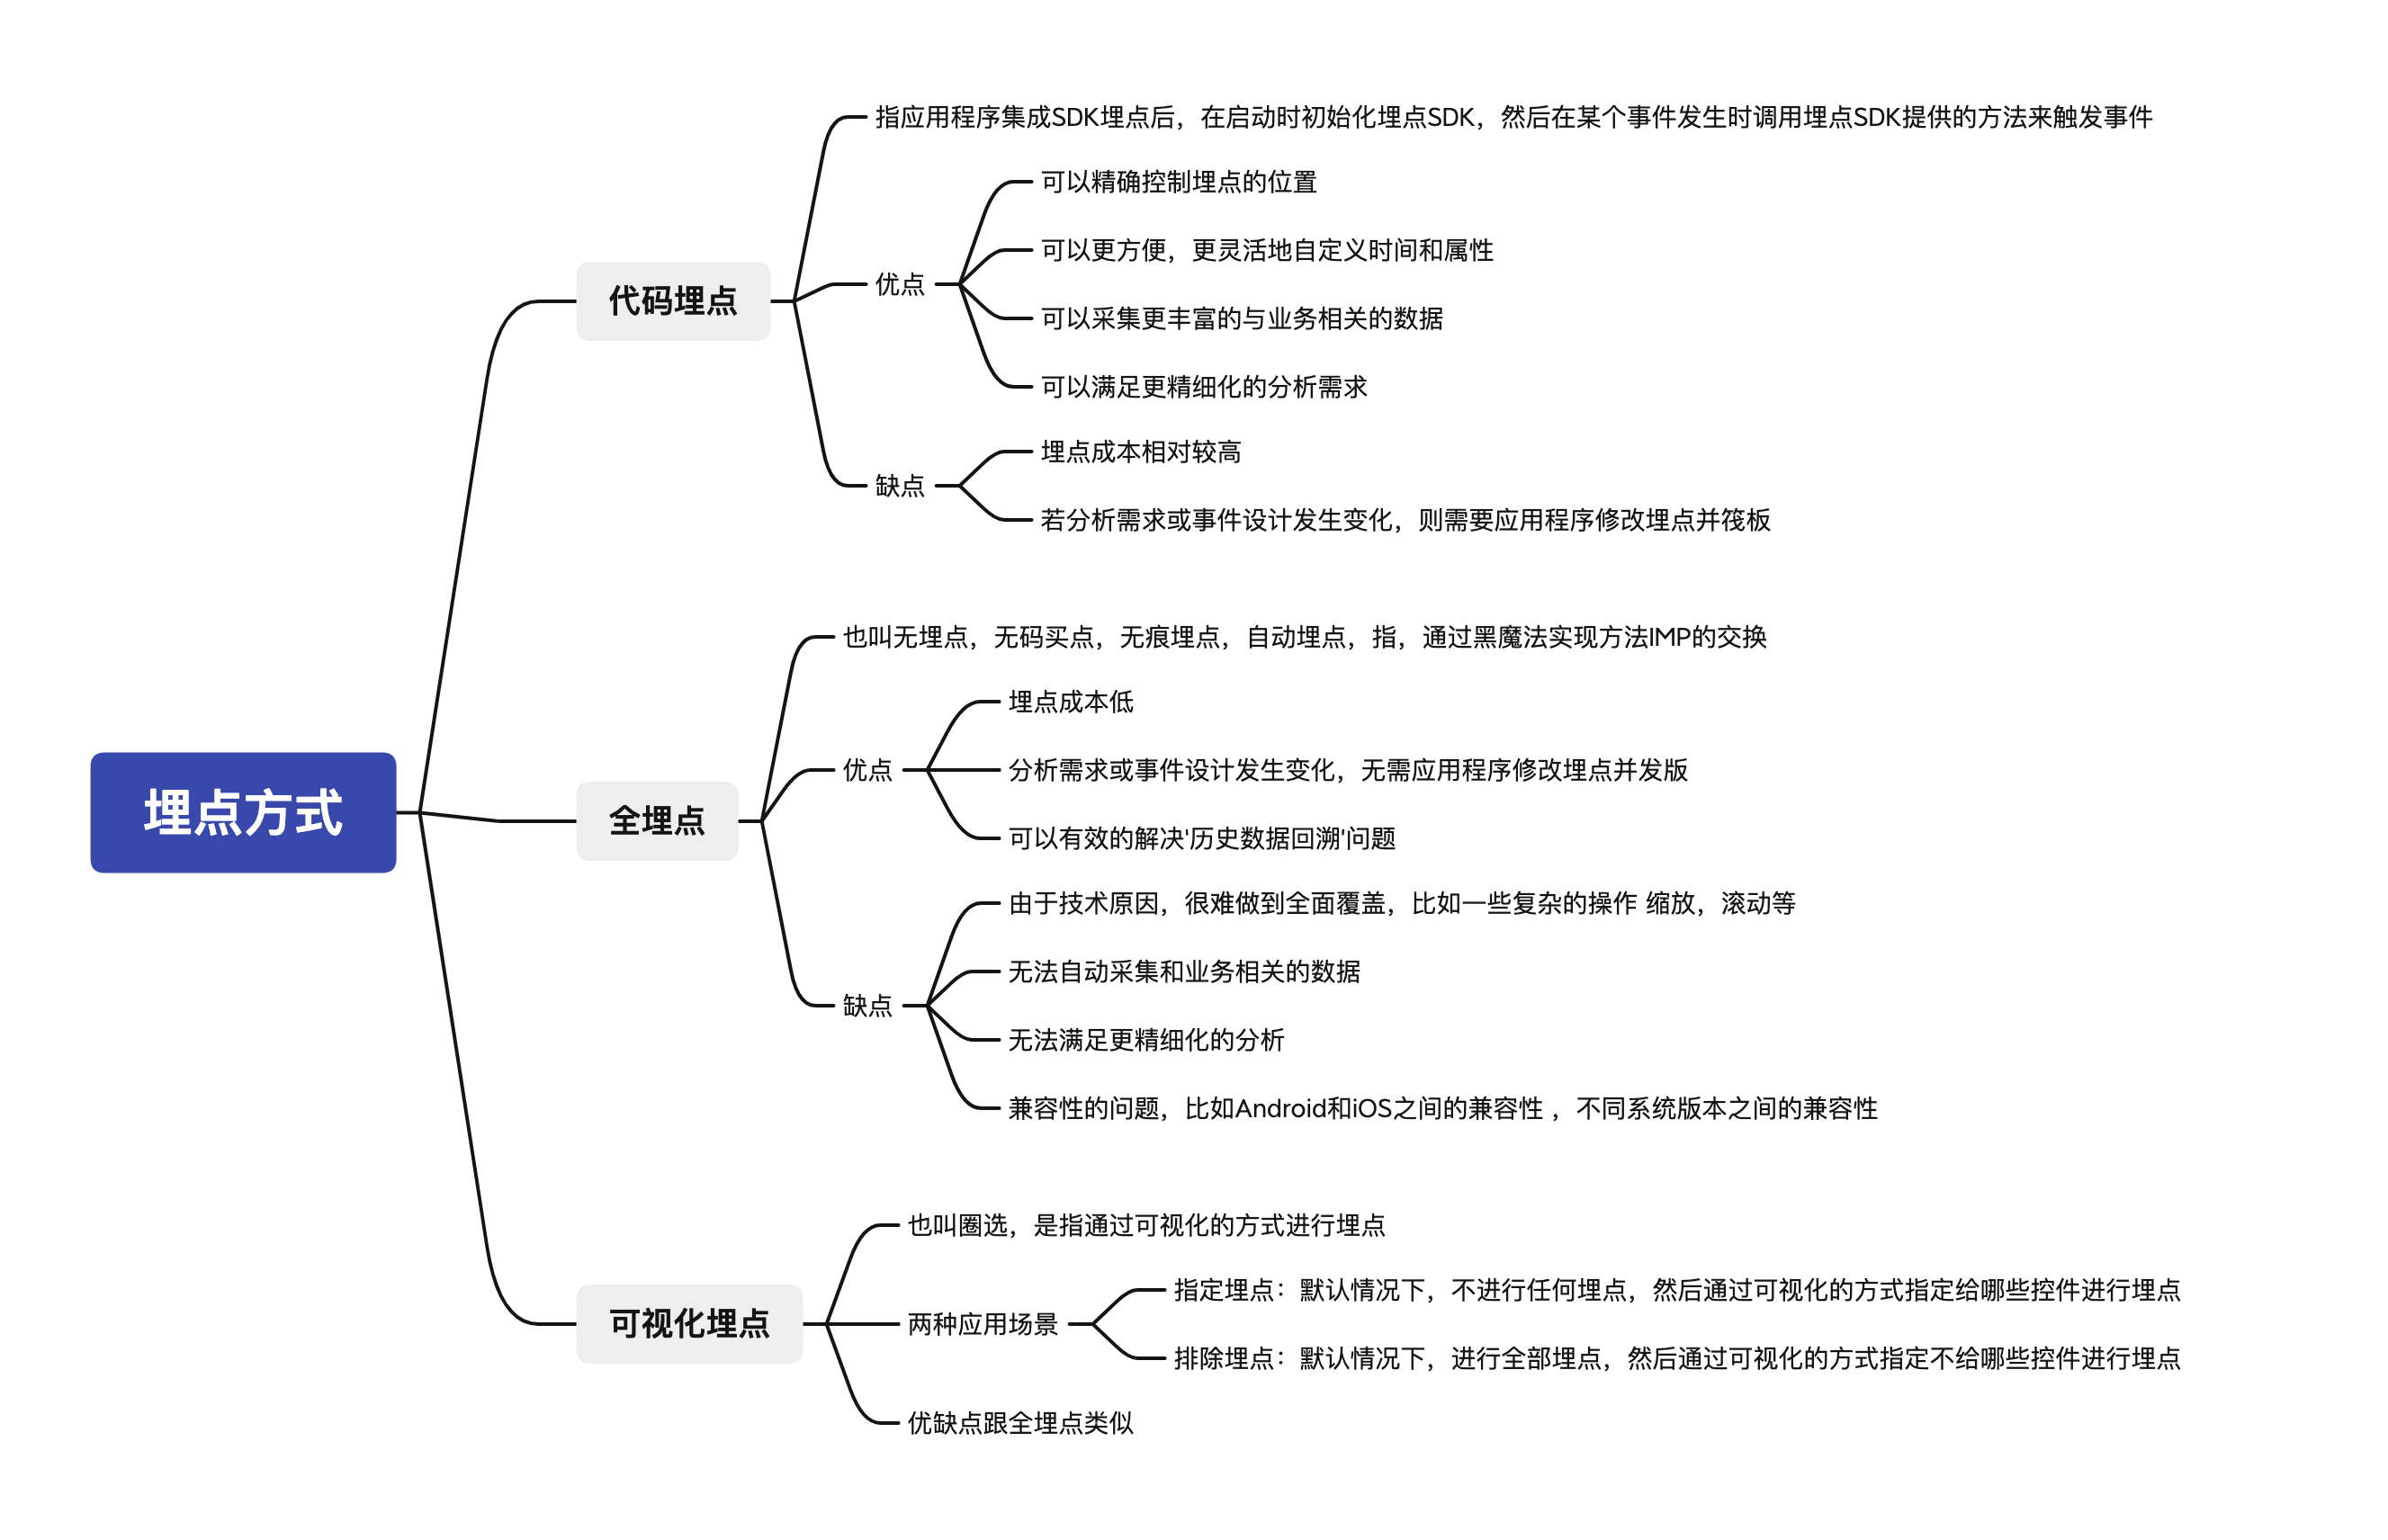 埋点方式
代码埋点
指应用程序集成SDK埋点后，在启动时初始化埋点SDK，然后在某个事件发生时调用埋点SDK提供的方法来触发事件
优点
可以精确控制埋点的位置
可以更方便，更灵活地自定义时间和属性
可以采集更丰富的与业务相关的数据
可以满足更精细化的分析需求
缺点
埋点成本相对较高
若分析需求或事件设计发生变化，则需要应用程序修改埋点并筏板
全埋点
也叫无埋点，无码买点，无痕埋点，自动埋点，指，通过黑魔法实现方法IMP的交换
优点
埋点成本低
分析需求或事件设计发生变化，无需应用程序修改埋点并发版
可以有效的解决'历史数据回溯'问题
缺点
由于技术原因，很难做到全面覆盖，比如一些复杂的操作 缩放，滚动等
无法自动采集和业务相关的数据
无法满足更精细化的分析
兼容性的问题，比如Android和iOS之间的兼容性 ，不同系统版本之间的兼容性
可视化埋点
也叫圈选，是指通过可视化的方式进行埋点
两种应用场景
指定埋点：默认情况下，不进行任何埋点，然后通过可视化的方式指定给哪些控件进行埋点
排除埋点：默认情况下，进行全部埋点，然后通过可视化的方式指定不给哪些控件进行埋点
优缺点跟全埋点类似